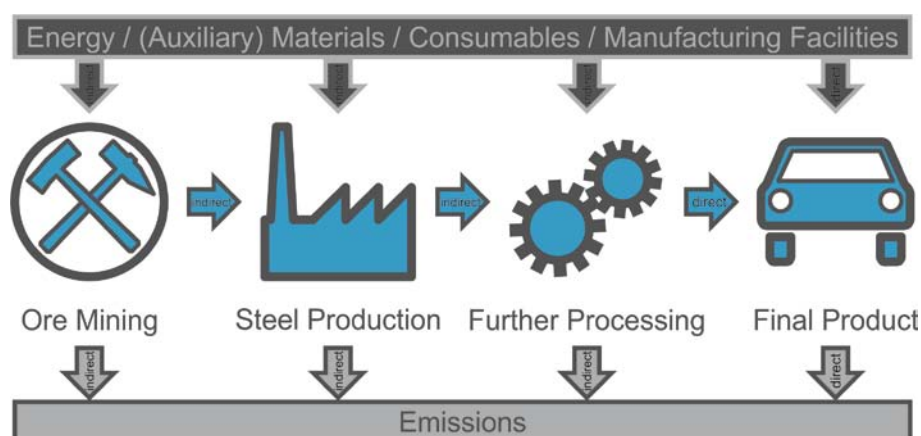 Energy / (Auxiliary) Materials / Consumables / Manufacturing Facilities
indirect
indirect
indirect
direct
indirect
indirect
direct
Ore Mining
Steel Production
Further Processing
Final Product
indirect
indirect
indirect
direct
Emissions